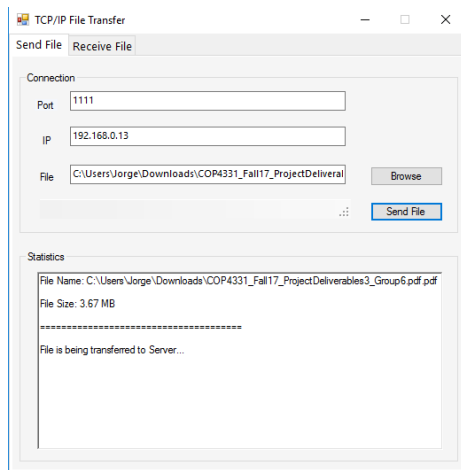 TCP/IP File Transfer
Send File Receive File
Connection
Port 1111
IP 192.168.0.13
File C:\Users\Jorge\Downloads\COP4331_Fall17_ProjectDeliveral Browse
Send File
Statistics
File Name: C:\Users\Jorge\Downloads\COP4331_Fall17_ProjectDeliverables3_Group6.pdf.pdf
File Size: 3.67 MB
======================================
File is being transferred to Server...